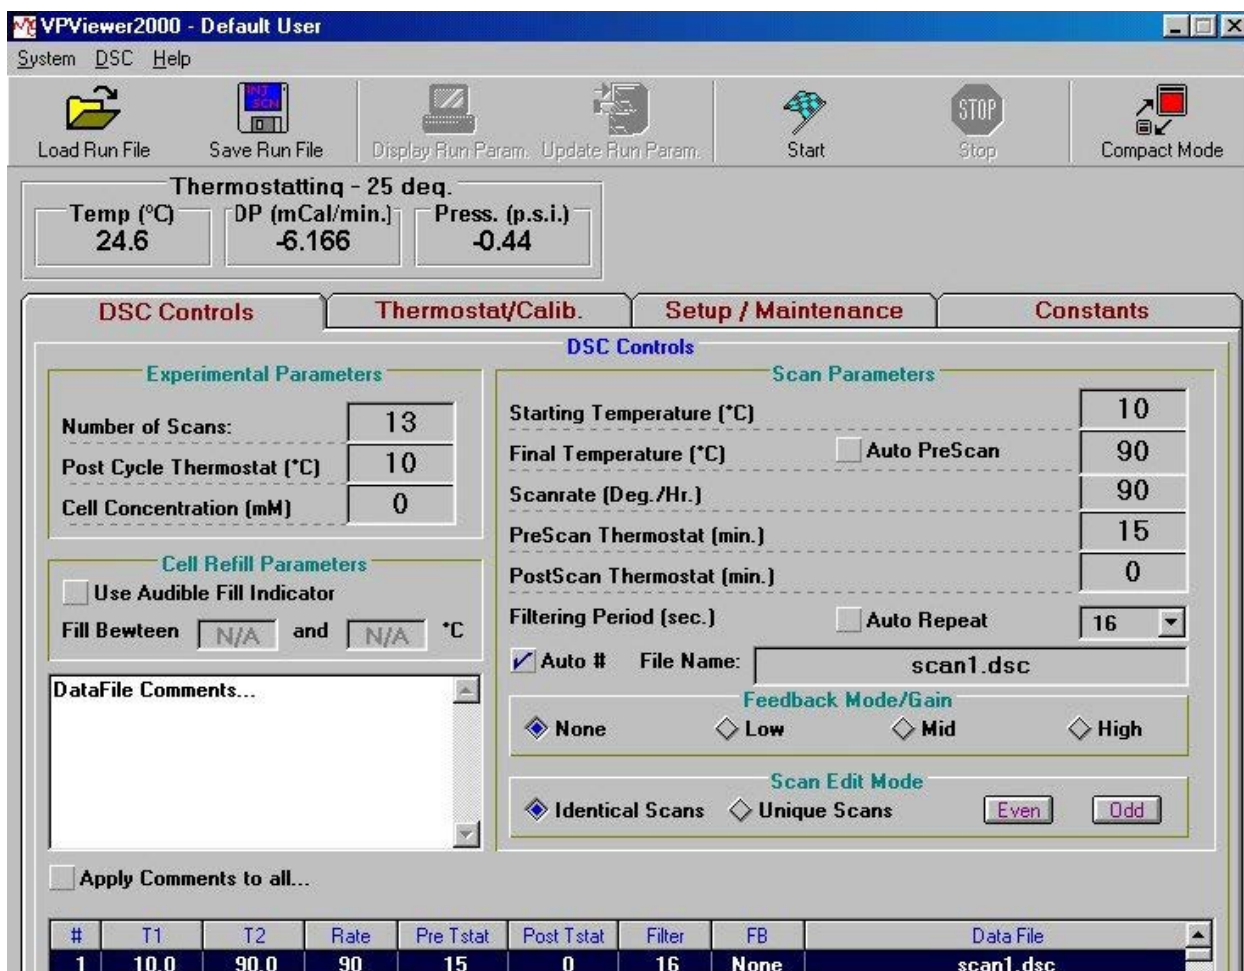 VPViewer2000 - Default User
System DSC Help
INJ
SCN
STOP
Load Run File Save Run File Display Run Param. Update Run Param. Start Stop Compact Mode
Thermostatting - 25 deg.
Temp (°C) DP (mCal/min.) Press. (p.s.i.)
24.6 -6.166 -0.44
DSC Controls Thermostat/Calib. Setup / Maintenance Constants
DSC Controls
Experimental Parameters
Number of Scans: 13
Post Cycle Thermostat (°C) 10
Cell Concentration (mM) 0
Cell Refill Parameters
Use Audible Fill Indicator
Fill Bewteen N/A and N/A °C
DataFile Comments...
Apply Comments to all...
Scan Parameters
Starting Temperature (°C) 10
Final Temperature (°C) Auto PreScan 90
Scanrate (Deg./Hr.) 90
PreScan Thermostat (min.) 15
PostScan Thermostat (min.) 0
Filtering Period (sec.) Auto Repeat 16
Auto # File Name: scan1.dsc
Feedback Mode/Gain
None Low Mid High
Scan Edit Mode
Identical Scans Unique Scans Even Odd
# T1 T2 Rate Pre Tstat Post Tstat Filter FB Data File
1 10.0 90.0 90 15 0 16 None scan1.dsc